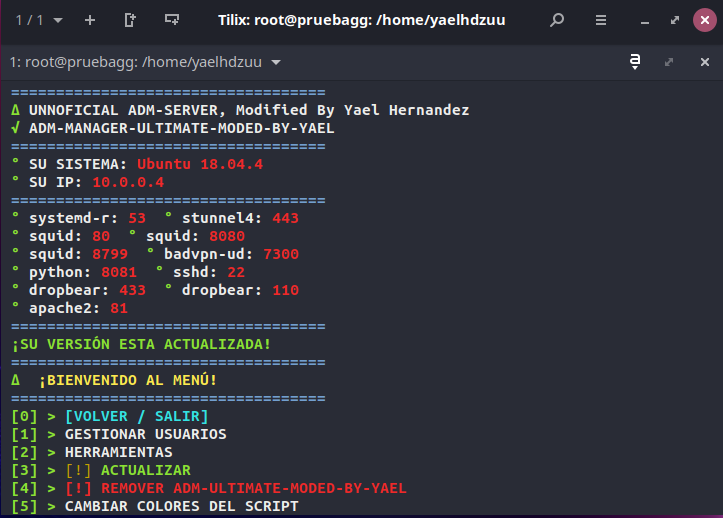 1 / 1
Tilix: root@pruebagg: /home/yaelhdzuu
1: root@pruebagg: /home/yaelhdzuu
a
===================================
Δ UNNOFICIAL ADM-SERVER, Modified By Yael Hernandez
√ ADM-MANAGER-ULTIMATE-MODED-BY-YAEL
===================================
° SU SISTEMA: Ubuntu 18.04.4
° SU IP: 10.0.0.4
===================================
° systemd-r: 53  ° stunnel4: 443
° squid: 80  ° squid: 8080
° squid: 8799  ° badvpn-ud: 7300
° python: 8081  ° sshd: 22
° dropbear: 433  ° dropbear: 110
° apache2: 81
===================================
¡SU VERSIÓN ESTA ACTUALIZADA!
===================================
Δ  ¡BIENVENIDO AL MENÚ!
===================================
[0] > [VOLVER / SALIR]
[1] > GESTIONAR USUARIOS
[2] > HERRAMIENTAS
[3] > [!] ACTUALIZAR
[4] > [!] REMOVER ADM-ULTIMATE-MODED-BY-YAEL
[5] > CAMBIAR COLORES DEL SCRIPT